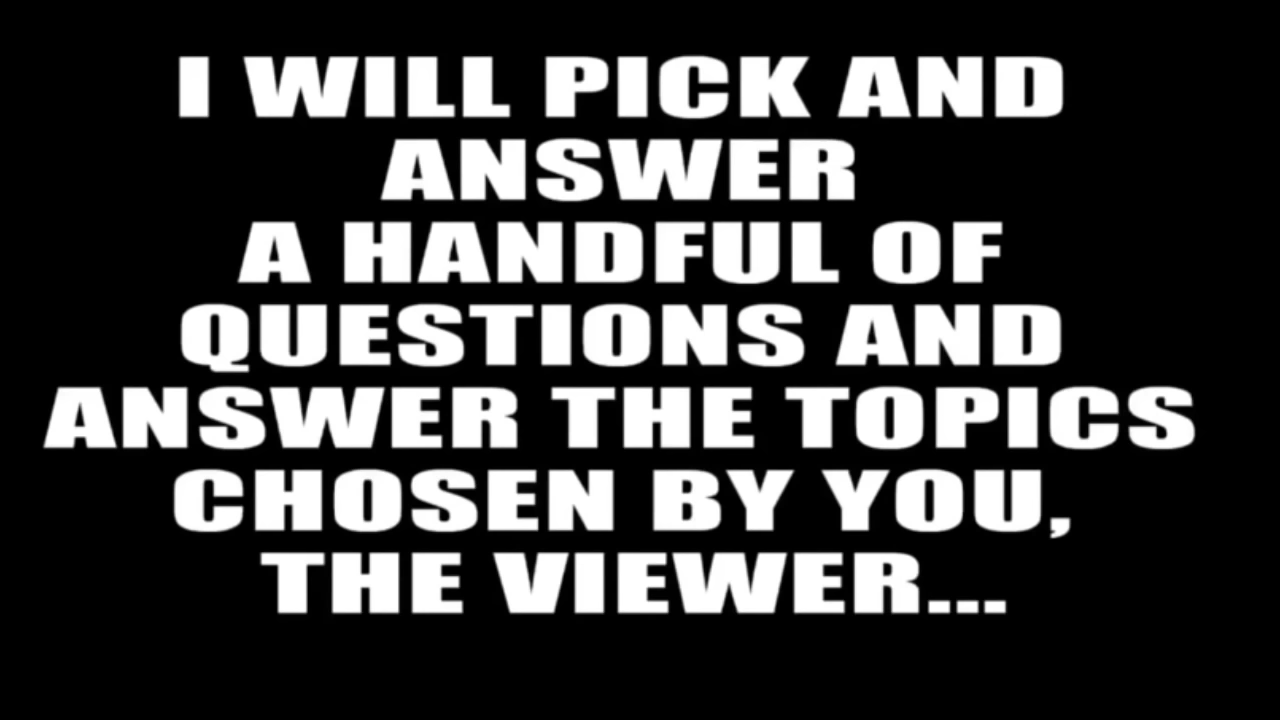 I WILL PICK AND
ANSWER
A HANDFUL OF
QUESTIONS AND
ANSWER THE TOPICS
CHOSEN BY YOU,
THE VIEWER...